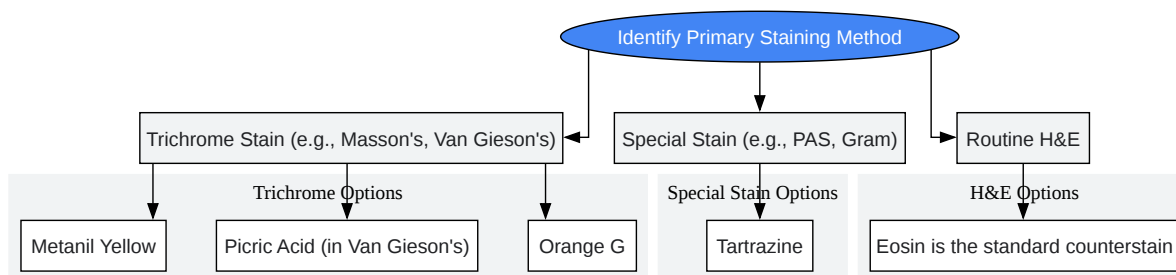 Identify Primary Staining Method
Trichrome Stain (e.g., Masson's, Van Gieson's)
Special Stain (e.g., PAS, Gram)
Routine H&E
Trichrome Options
Special Stain Options
H&E Options
Metanil Yellow
Picric Acid (in Van Gieson's)
Orange G
Tartrazine
Eosin is the standard counterstain